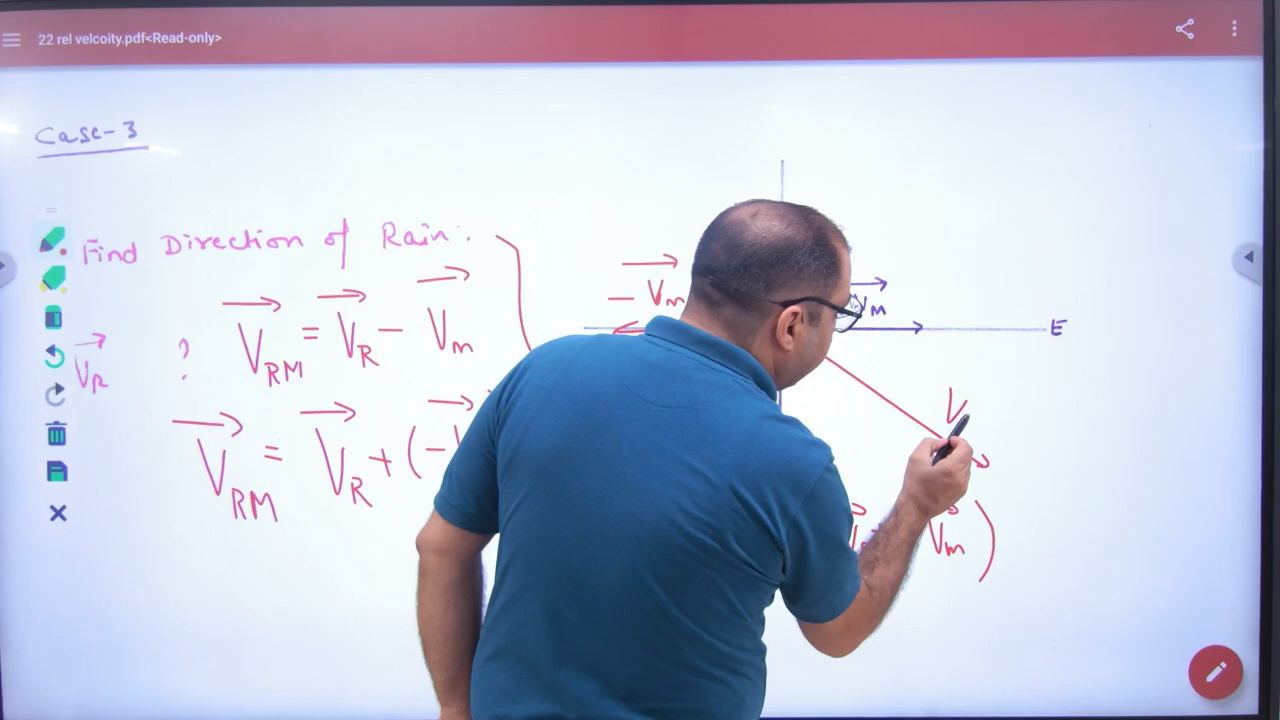 22 rel velcoity.pdf<Read-only>
Case-3
Find Direction of Rain.
V_R ? V_RM = V_R - V_m
V_RM = V_R + (-
- V_m
V_m
E
V
V_m )